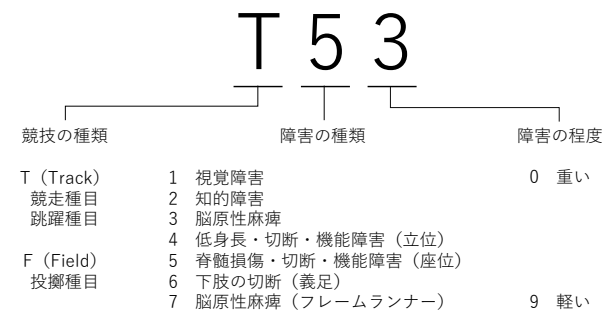 T53
競技の種類 障害の種類 障害の程度
T（Track） 1 視覚障害 0 重い
競走種目 2 知的障害
跳躍種目 3 脳原性麻痺
4 低身長・切断・機能障害（立位）
F（Field） 5 脊髄損傷・切断・機能障害（座位）
投擲種目 6 下肢の切断（義足）
7 脳原性麻痺（フレームランナー） 9 軽い